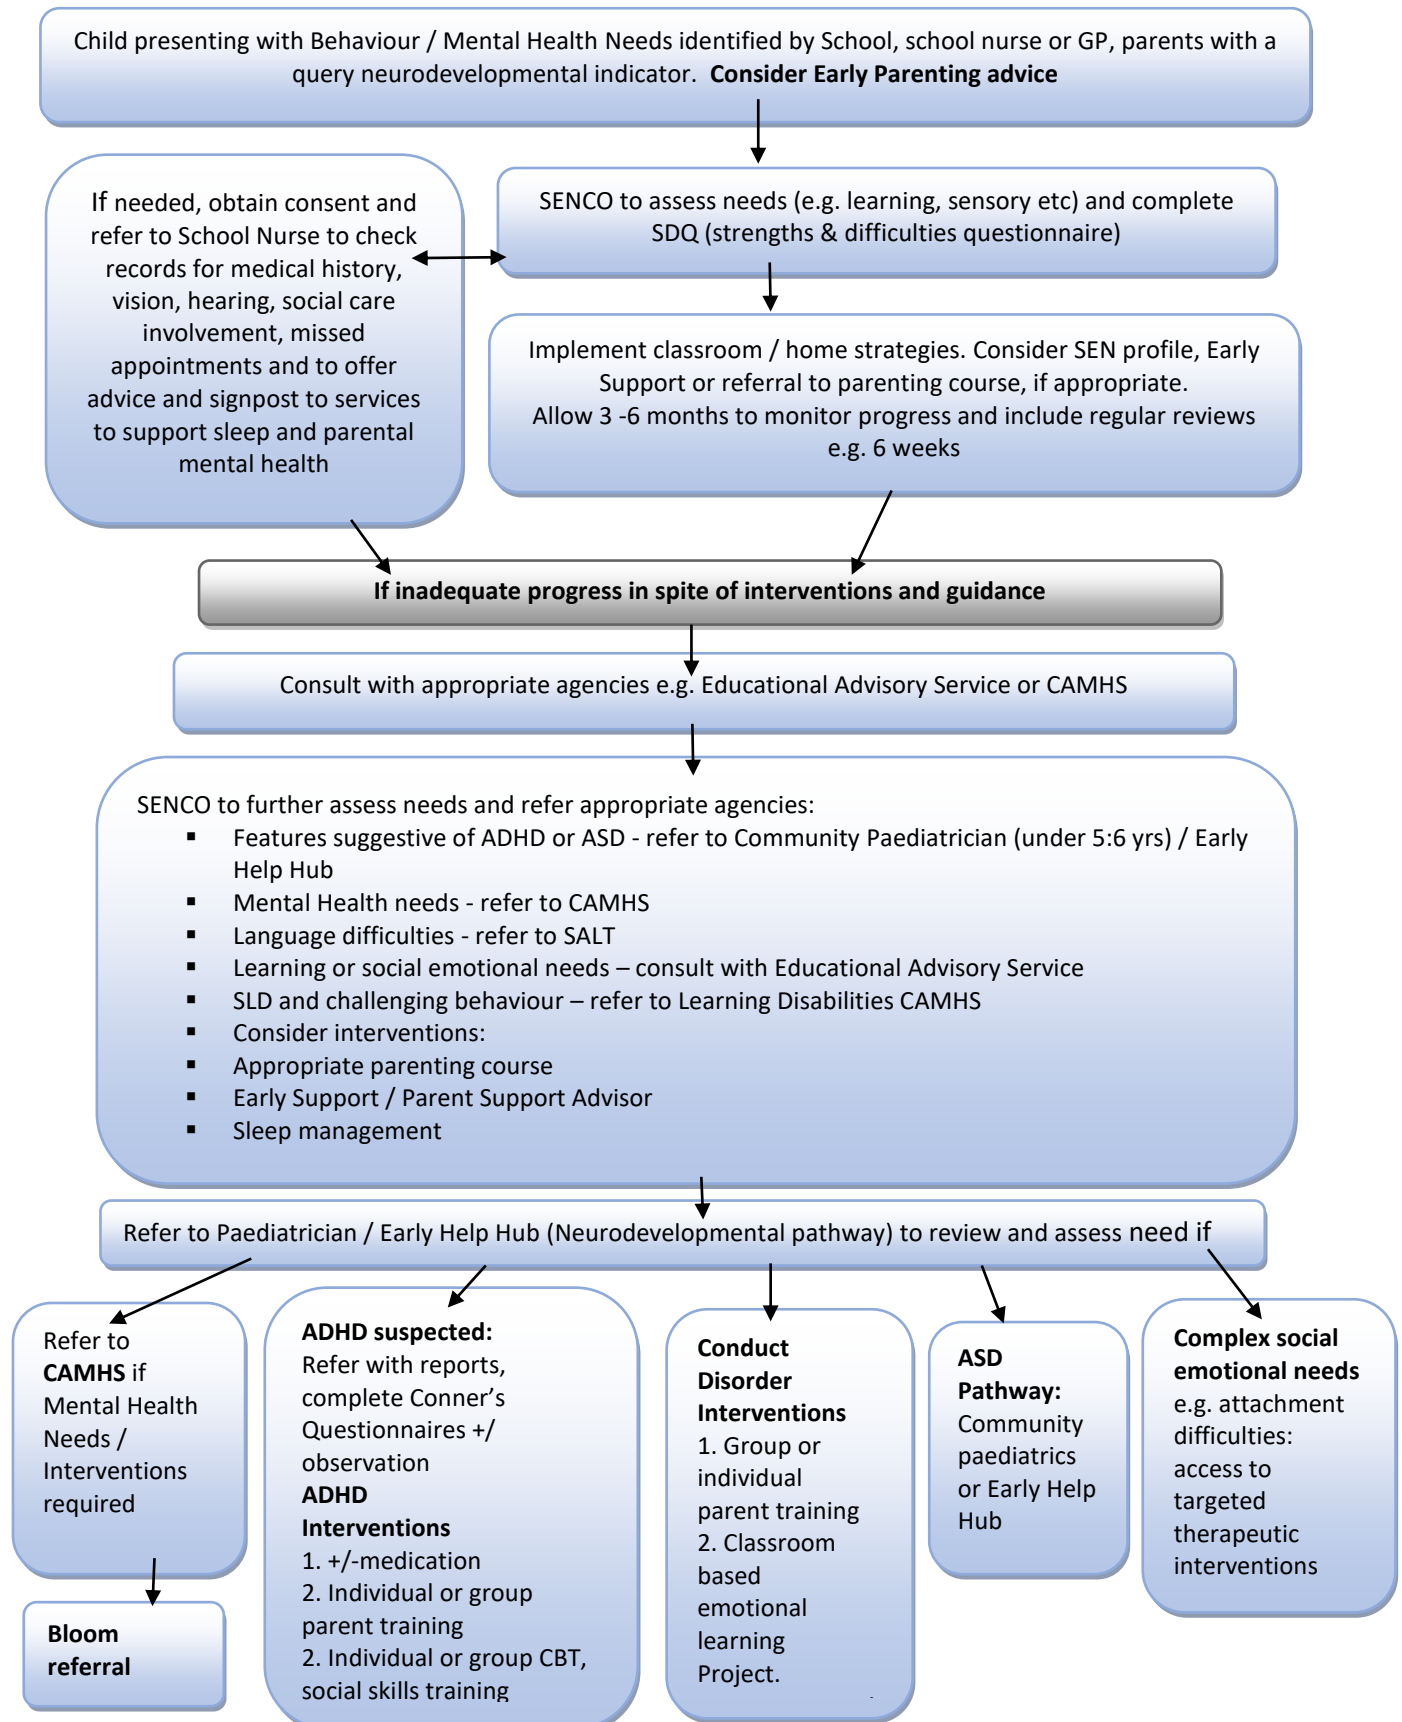 Child presenting with Behaviour / Mental Health Needs identified by School, school nurse or GP, parents with a
query neurodevelopmental indicator.  Consider Early Parenting advice
If needed, obtain consent and
refer to School Nurse to check
records for medical history,
vision, hearing, social care
involvement, missed
appointments and to offer
advice and signpost to services
to support sleep and parental
mental health
SENCO to assess needs (e.g. learning, sensory etc) and complete
SDQ (strengths & difficulties questionnaire)
Implement classroom / home strategies. Consider SEN profile, Early
Support or referral to parenting course, if appropriate.
Allow 3 -6 months to monitor progress and include regular reviews
e.g. 6 weeks
If inadequate progress in spite of interventions and guidance
Consult with appropriate agencies e.g. Educational Advisory Service or CAMHS
SENCO to further assess needs and refer appropriate agencies:
▪ Features suggestive of ADHD or ASD - refer to Community Paediatrician (under 5:6 yrs) / Early
Help Hub
▪ Mental Health needs - refer to CAMHS
▪ Language difficulties - refer to SALT
▪ Learning or social emotional needs – consult with Educational Advisory Service
▪ SLD and challenging behaviour – refer to Learning Disabilities CAMHS
▪ Consider interventions:
▪ Appropriate parenting course
▪ Early Support / Parent Support Advisor
▪ Sleep management
Refer to Paediatrician / Early Help Hub (Neurodevelopmental pathway) to review and assess need if
Refer to
CAMHS if
Mental Health
Needs /
Interventions
required
Bloom
referral
ADHD suspected:
Refer with reports,
complete Conner’s
Questionnaires +/
observation
ADHD
Interventions
1. +/-medication
2. Individual or group
parent training
2. Individual or group CBT,
social skills training
Conduct
Disorder
Interventions
1. Group or
individual
parent training
2. Classroom
based
emotional
learning
Project.
ASD
Pathway:
Community
paediatrics
or Early Help
Hub
Complex social
emotional needs
e.g. attachment
difficulties:
access to
targeted
therapeutic
interventions